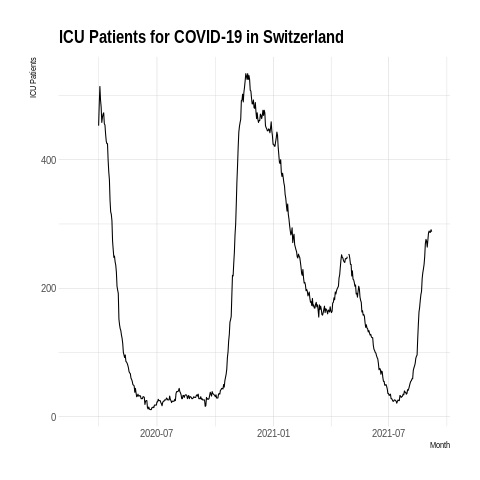 ICU Patients for COVID-19 in Switzerland
ICU Patients
400
200
0
2020-07
2021-01
2021-07
Month